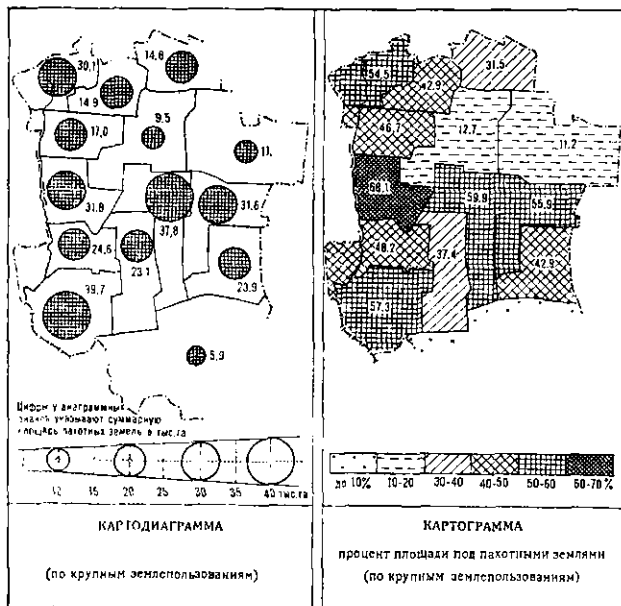 30,1
14,8
14,9
17,0
9,5
11,
31,8
37,8
31,6
24,6
23,1
23,9
39,7
5,9
Цифры у диаграммных
знаков указывают суммарную
площадь пахотных земель в тыс.га
12 15 20 25 30 35 40 тыс.га
КАРТОДИАГРАММА
(по крупным землепользованиям)
54,5
42,9
31,5
46,7
12,7
11,2
66,1
59,9
55,9
48,2
37,4
42,9
57,3
до 10% 10-20 30-40 40-50 50-60 60-70 %
КАРТОГРАММА
процент площади под пахотными землями
(по крупным землепользованиям)